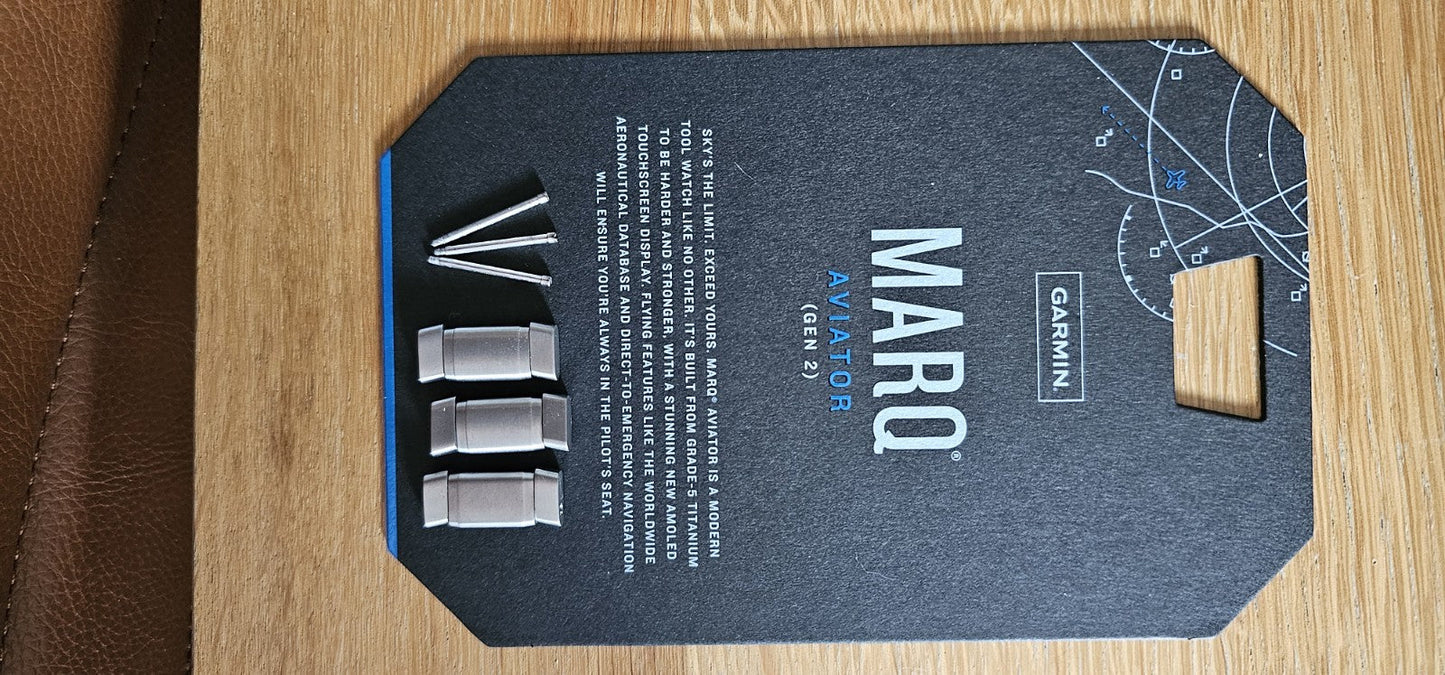 GARMIN®
MARQ®
AVIATOR
(GEN 2)
SKY'S THE LIMIT. EXCEED YOURS. MARQ® AVIATOR IS A MODERN
TOOL WATCH LIKE NO OTHER. IT'S BUILT FROM GRADE-5 TITANIUM
TO BE HARDER AND STRONGER, WITH A STUNNING NEW AMOLED
TOUCHSCREEN DISPLAY. FLYING FEATURES LIKE THE WORLDWIDE
AERONAUTICAL DATABASE AND DIRECT-TO-EMERGENCY NAVIGATION
WILL ENSURE YOU'RE ALWAYS IN THE PILOT'S SEAT.